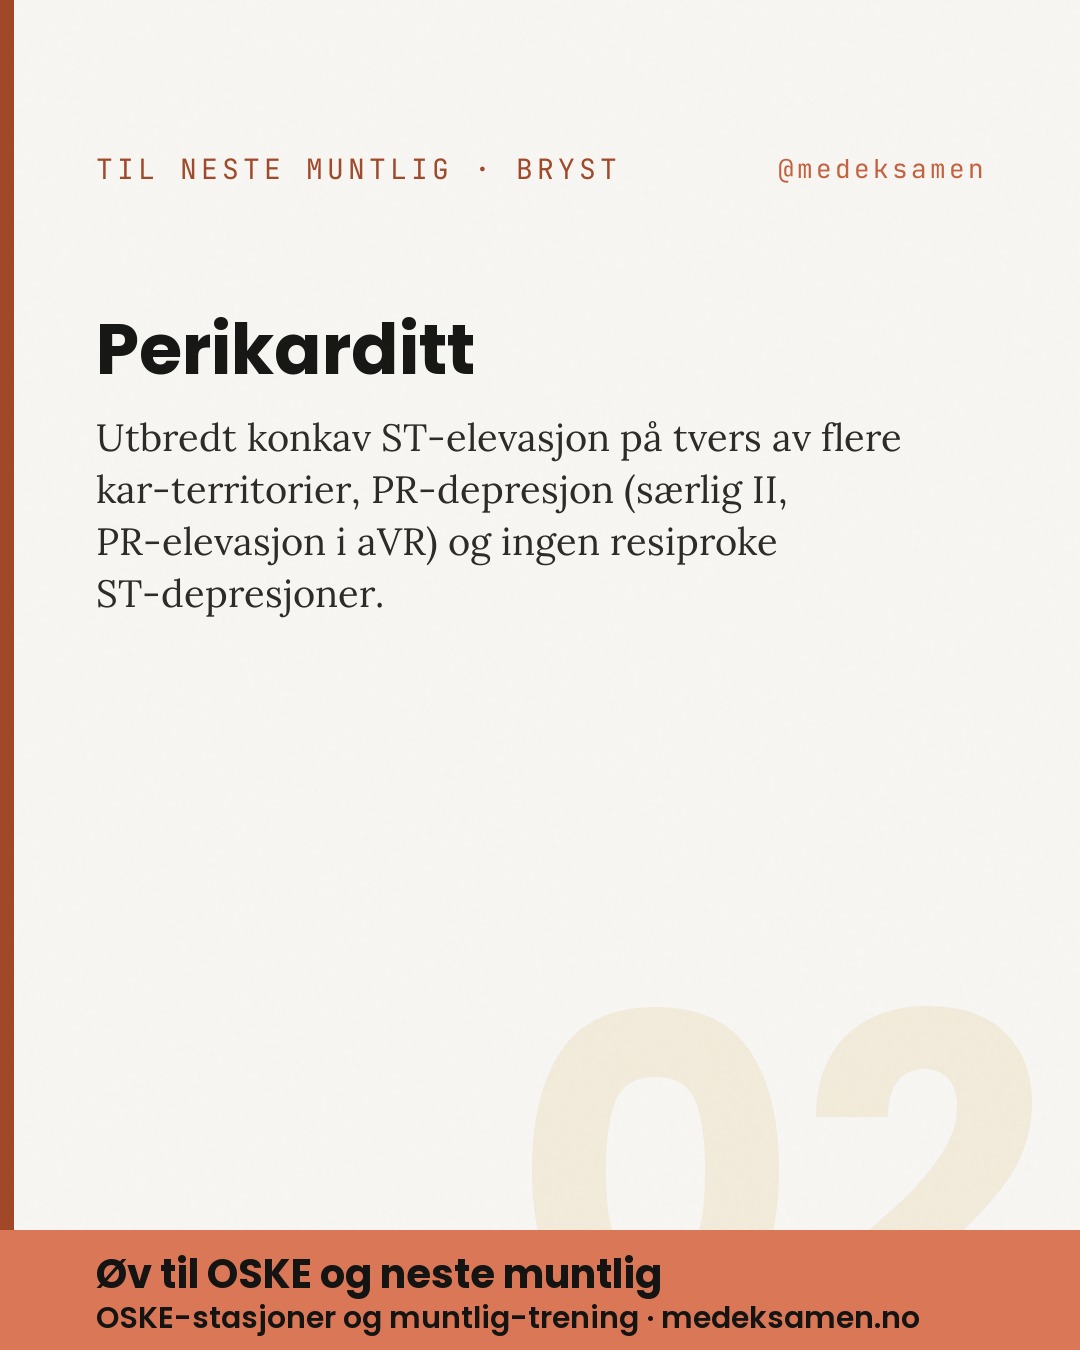 TIL NESTE MUNTLIG · BRYST
@medeksamen
Perikarditt
Utbredt konkav ST-elevasjon på tvers av flere
kar-territorier, PR-depresjon (særlig II,
PR-elevasjon i aVR) og ingen resiproke
ST-depresjoner.
02
Øv til OSKE og neste muntlig
OSKE-stasjoner og muntlig-trening · medeksamen.no